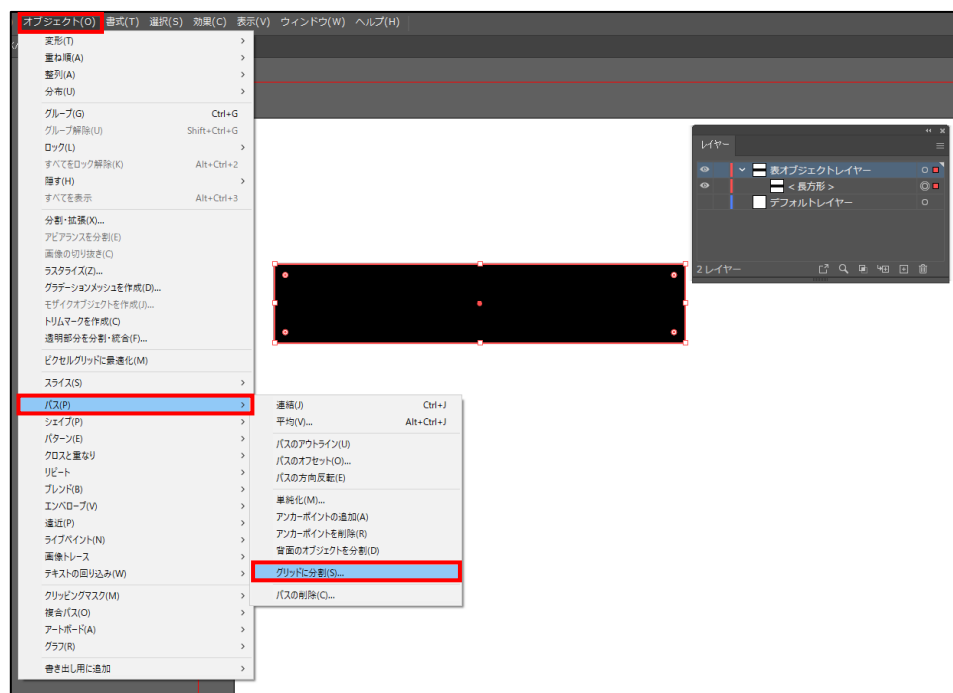 オブジェクト(O) 書式(T) 選択(S) 効果(C) 表示(V) ウィンドウ(W) ヘルプ(H)
変形(T)
重ね順(A)
整列(A)
分布(U)
グループ(G) Ctrl+G
グループ解除(U) Shift+Ctrl+G
ロック(L)
すべてをロック解除(K) Alt+Ctrl+2
隠す(H)
すべてを表示 Alt+Ctrl+3
分割・拡張(X)...
アピアランスを分割(E)
画像の切り抜き(C)
ラスタライズ(Z)...
グラデーションメッシュを作成(D)...
モザイクオブジェクトを作成(J)...
トリムマークを作成(C)
透明部分を分割・統合(F)...
ピクセルグリッドに最適化(M)
スライス(S)
パス(P)
シェイプ(P)
パターン(E)
クロスと重なり
リピート
ブレンド(B)
エンベロープ(V)
遠近(P)
ライブペイント(N)
画像トレース
テキストの回り込み(W)
クリッピングマスク(M)
複合パス(O)
アートボード(A)
グラフ(R)
書き出し用に追加
連結(J) Ctrl+J
平均(V)... Alt+Ctrl+J
パスのアウトライン(U)
パスのオフセット(O)...
パスの方向反転(E)
単純化(M)...
アンカーポイントの追加(A)
アンカーポイントを削除(R)
背面のオブジェクトを分割(D)
グリッドに分割(S)...
パスの削除(C)...
レイヤー
表オブジェクトレイヤー
< 長方形 >
デフォルトレイヤー
2 レイヤー